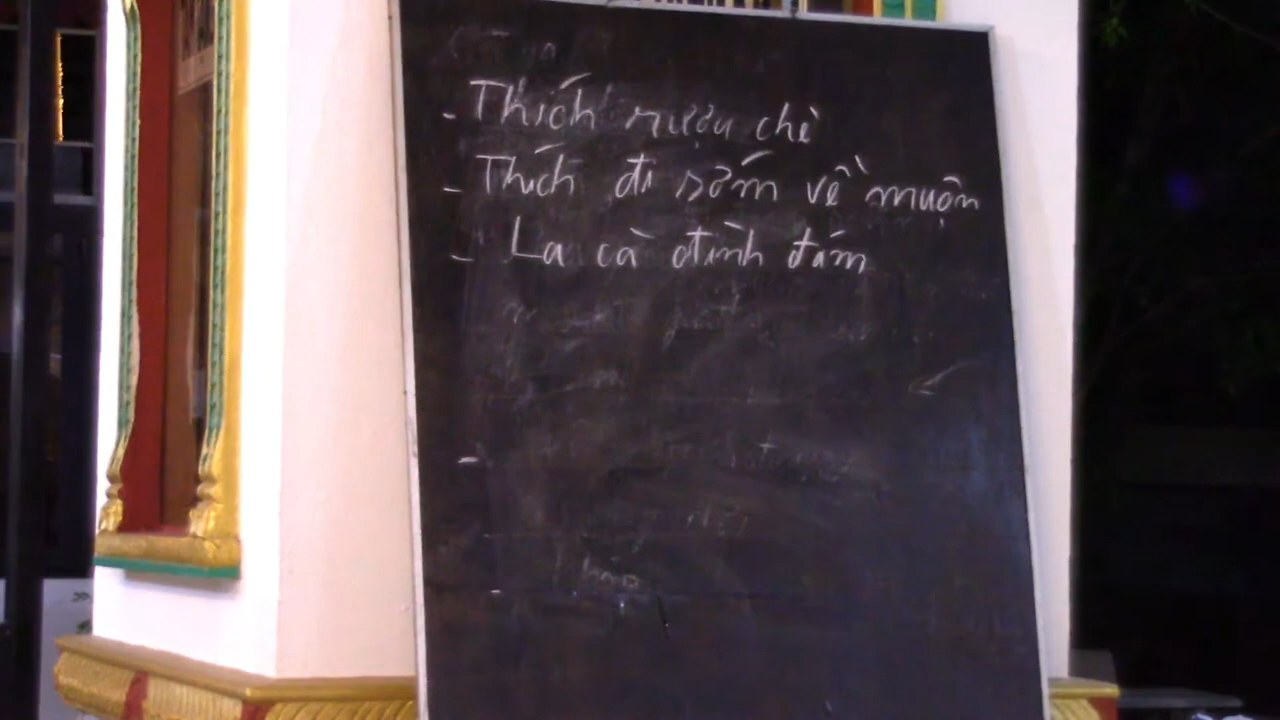 - Thích rượu chè
- Thích đi sớm về muộn
- La cà đình đám